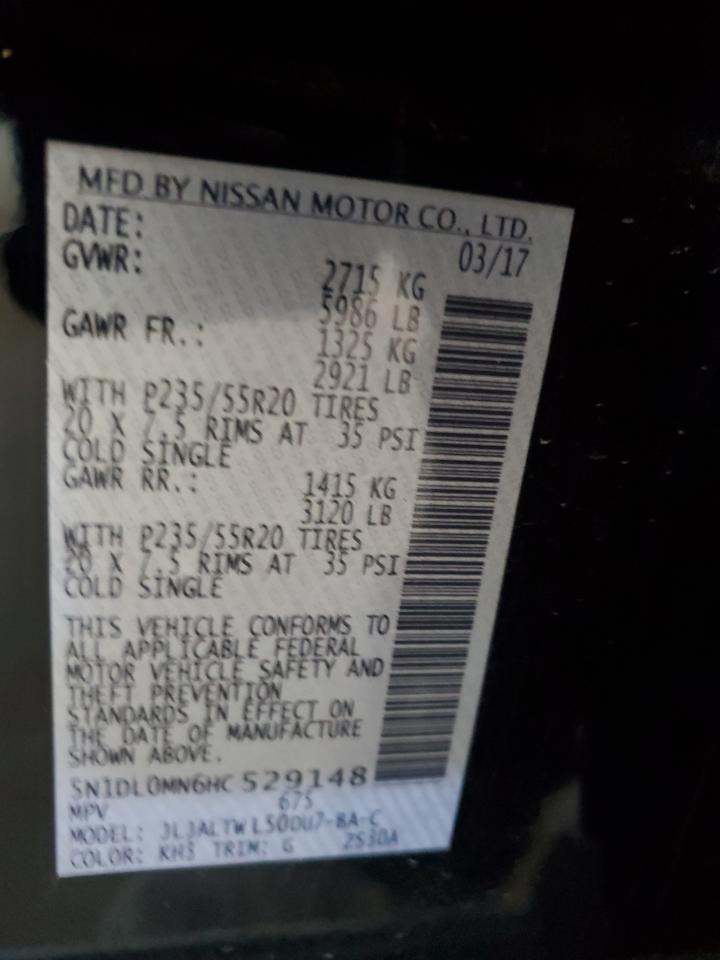 MFD BY NISSAN MOTOR CO., LTD.
DATE: 03/17
GVWR: 2715 KG
5986 LB
GAWR FR.: 1325 KG
2921 LB
WITH P235/55R20 TIRES
20 X 7.5 RIMS AT 35 PSI
COLD SINGLE
GAWR RR.: 1415 KG
3120 LB
WITH P235/55R20 TIRES
20 X 7.5 RIMS AT 35 PSI
COLD SINGLE
THIS VEHICLE CONFORMS TO
ALL APPLICABLE FEDERAL
MOTOR VEHICLE SAFETY AND
THEFT PREVENTION
STANDARDS IN EFFECT ON
THE DATE OF MANUFACTURE
SHOWN ABOVE.
5N1DL0MN6HC529148
MPV 675
MODEL:
COLOR: KH3 TRIM: G 2S30A